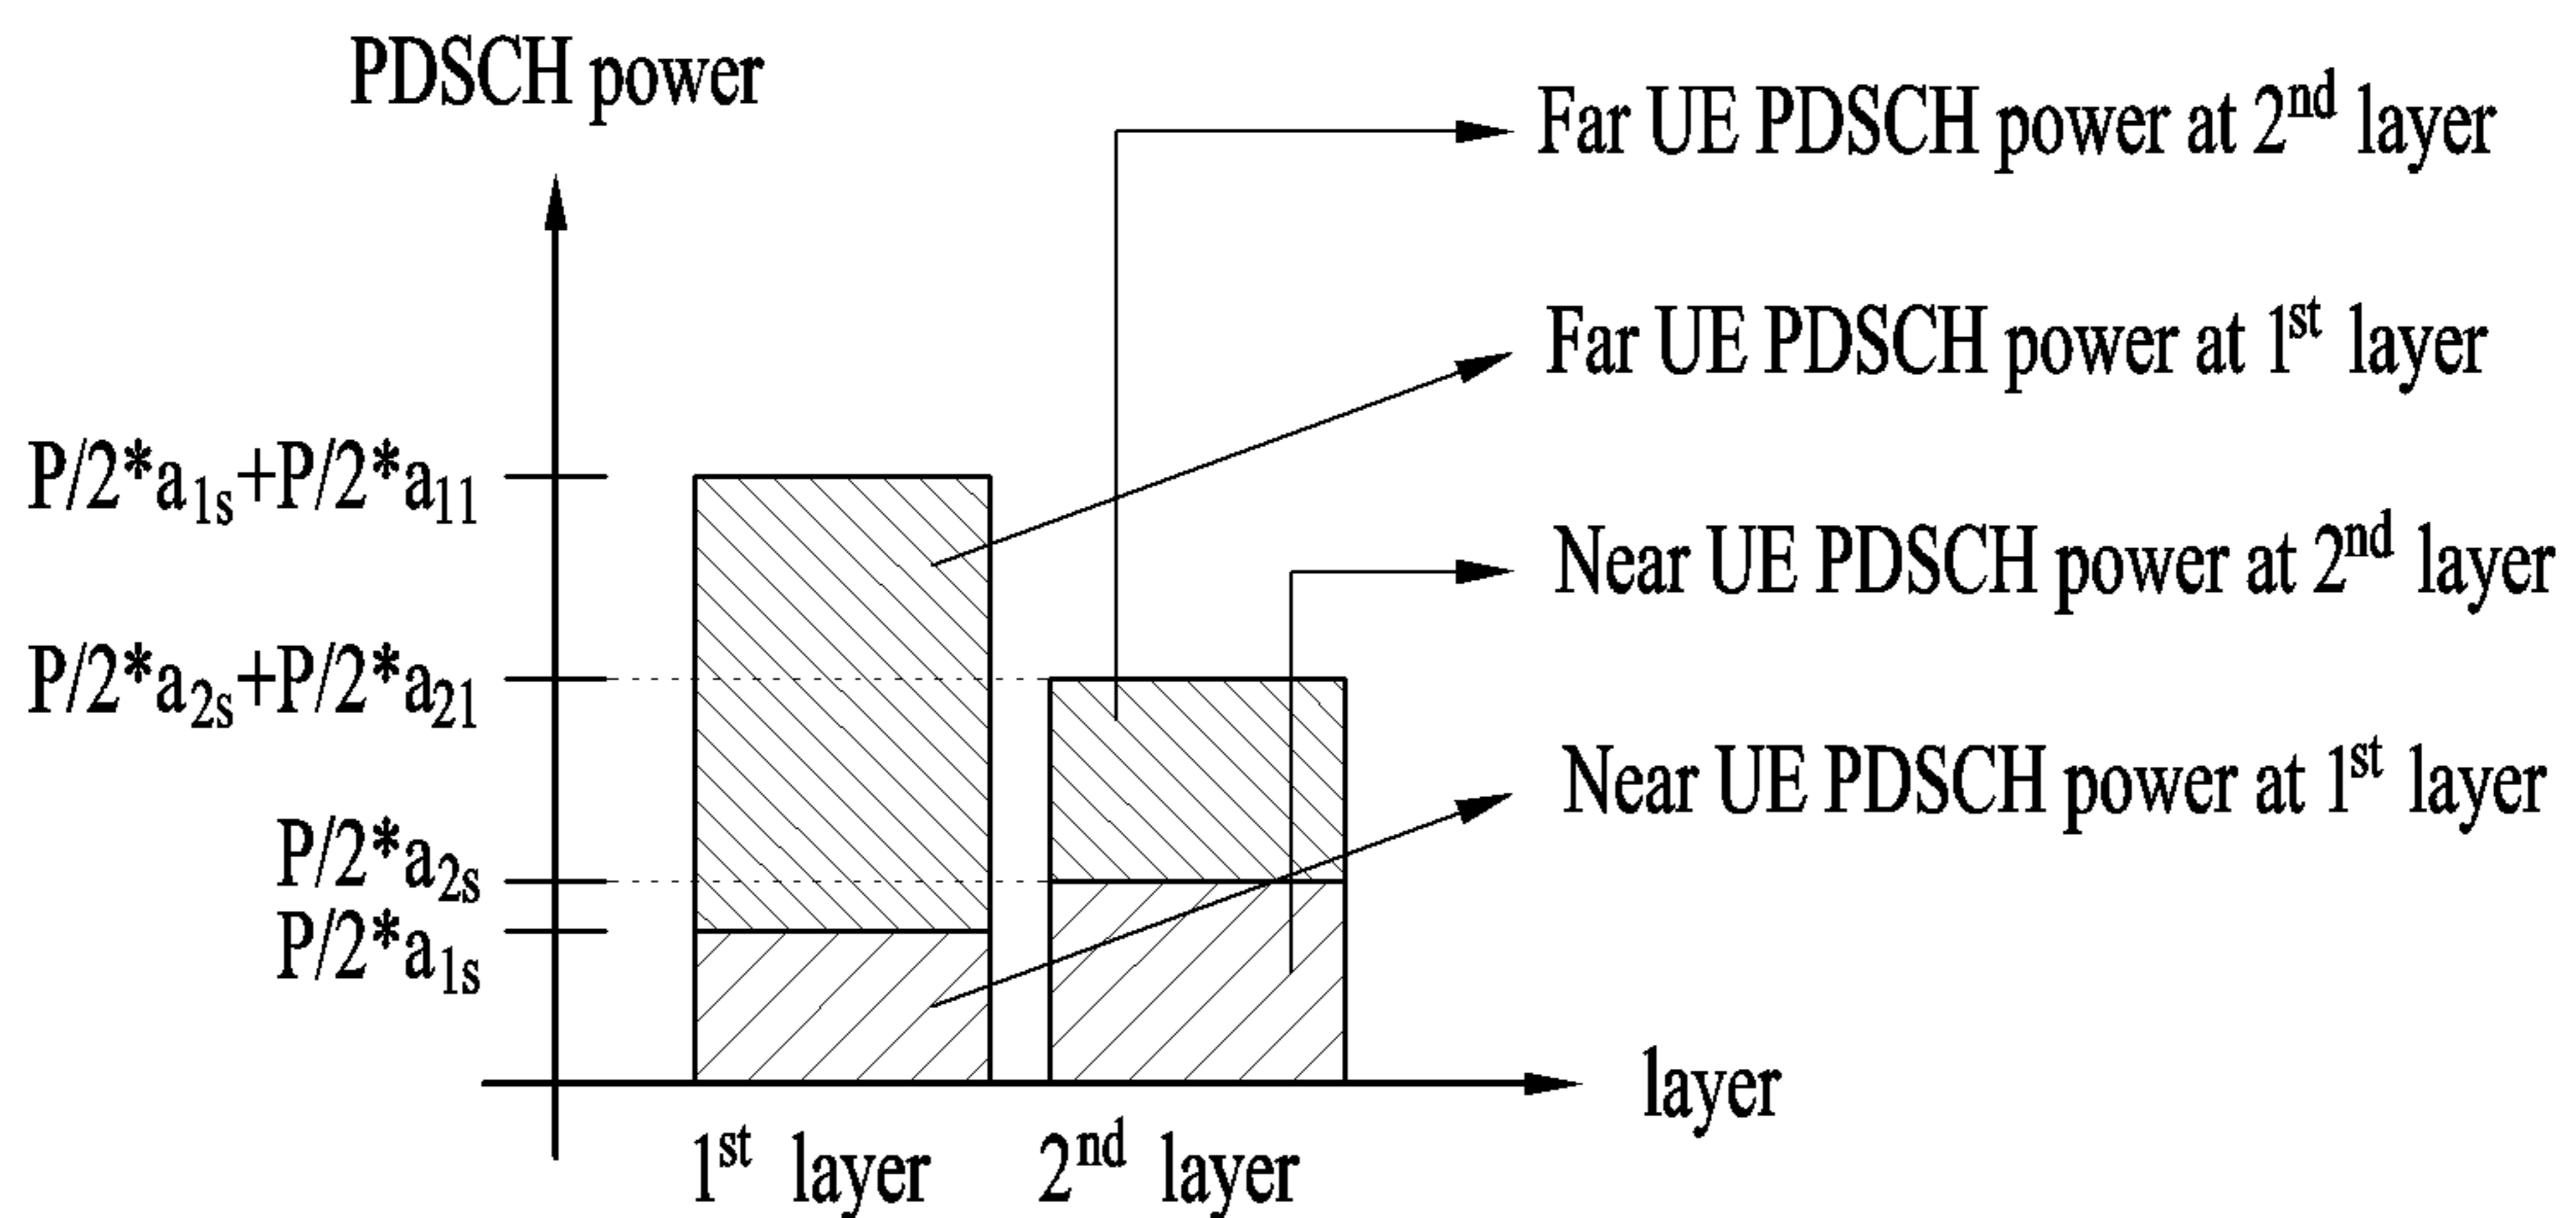 PDSCH power
Far UE PDSCH power at 2nd layer
Far UE PDSCH power at 1st layer
P/2*a1s+P/2*a11
Near UE PDSCH power at 2nd layer
P/2*a2s+P/2*a21
Near UE PDSCH power at 1st layer
P/2*a2s
P/2*a1s
layer
1st layer
2nd layer